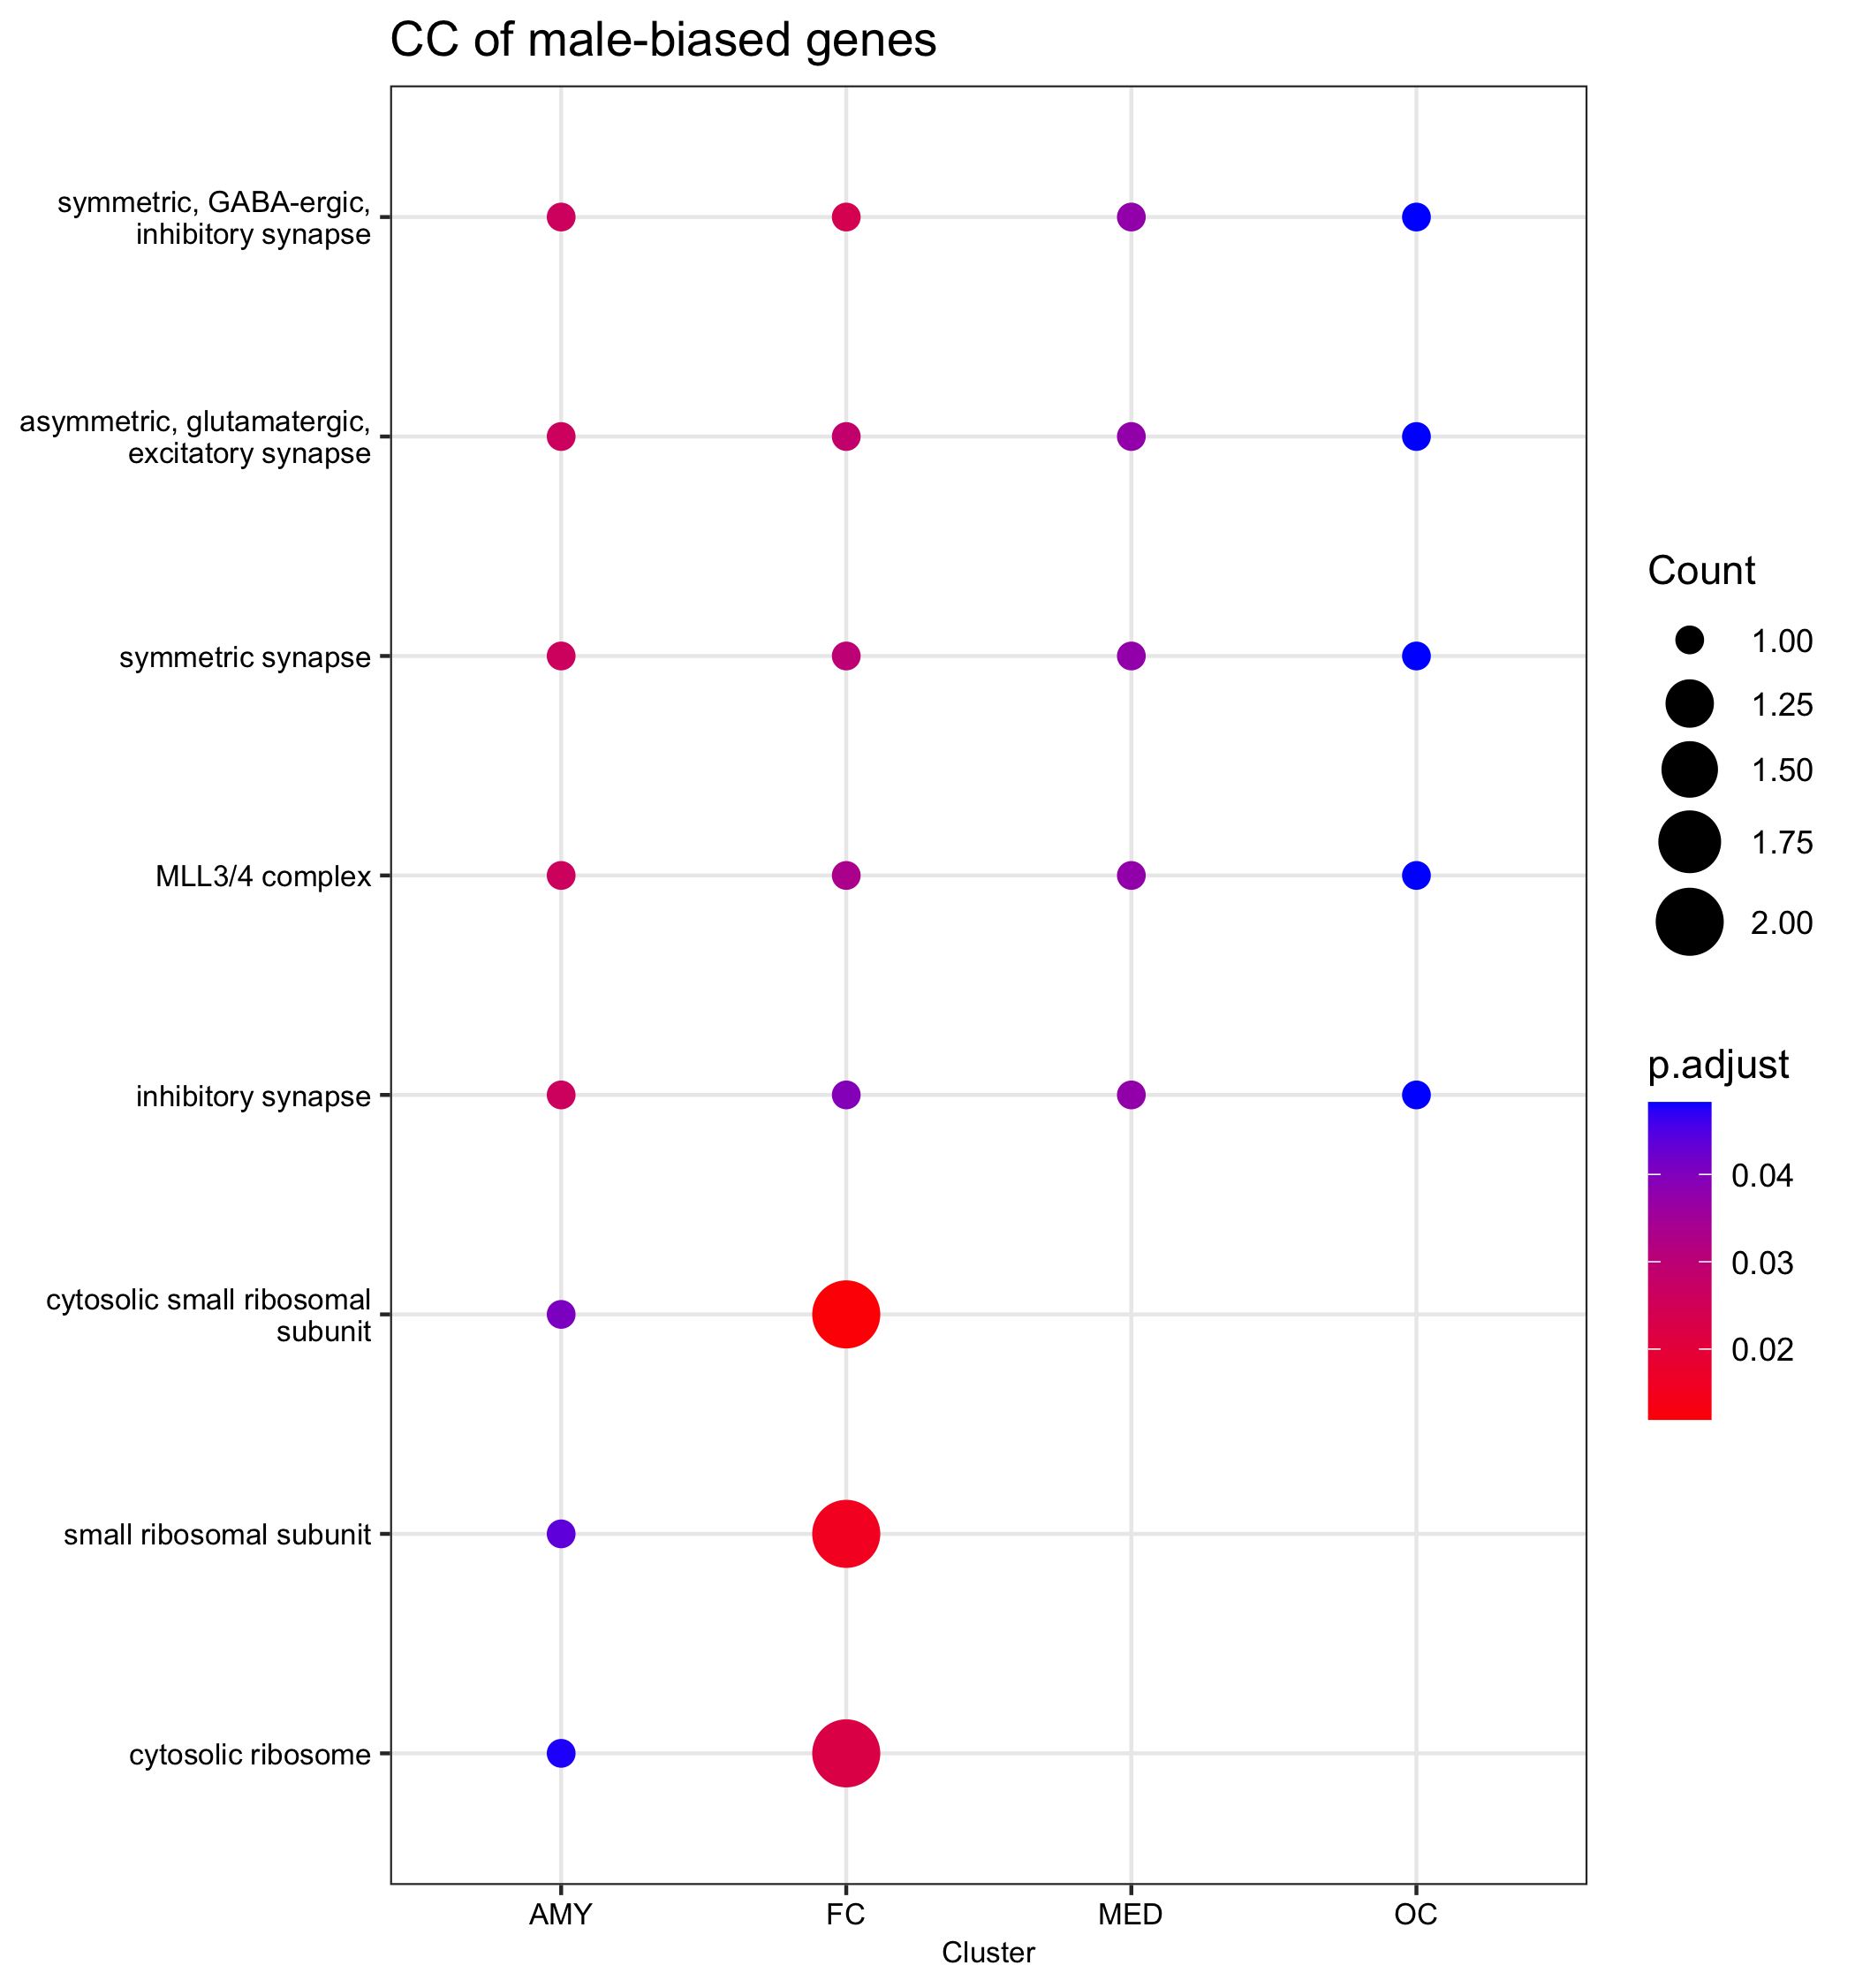 CC of male-biased genes
symmetric, GABA-ergic,
inhibitory synapse
asymmetric, glutamatergic,
excitatory synapse
symmetric synapse
MLL3/4 complex
inhibitory synapse
cytosolic small ribosomal
subunit
small ribosomal subunit
cytosolic ribosome
AMY
FC
MED
OC
Cluster
Count
1.00
1.25
1.50
1.75
2.00
p.adjust
0.04
0.03
0.02